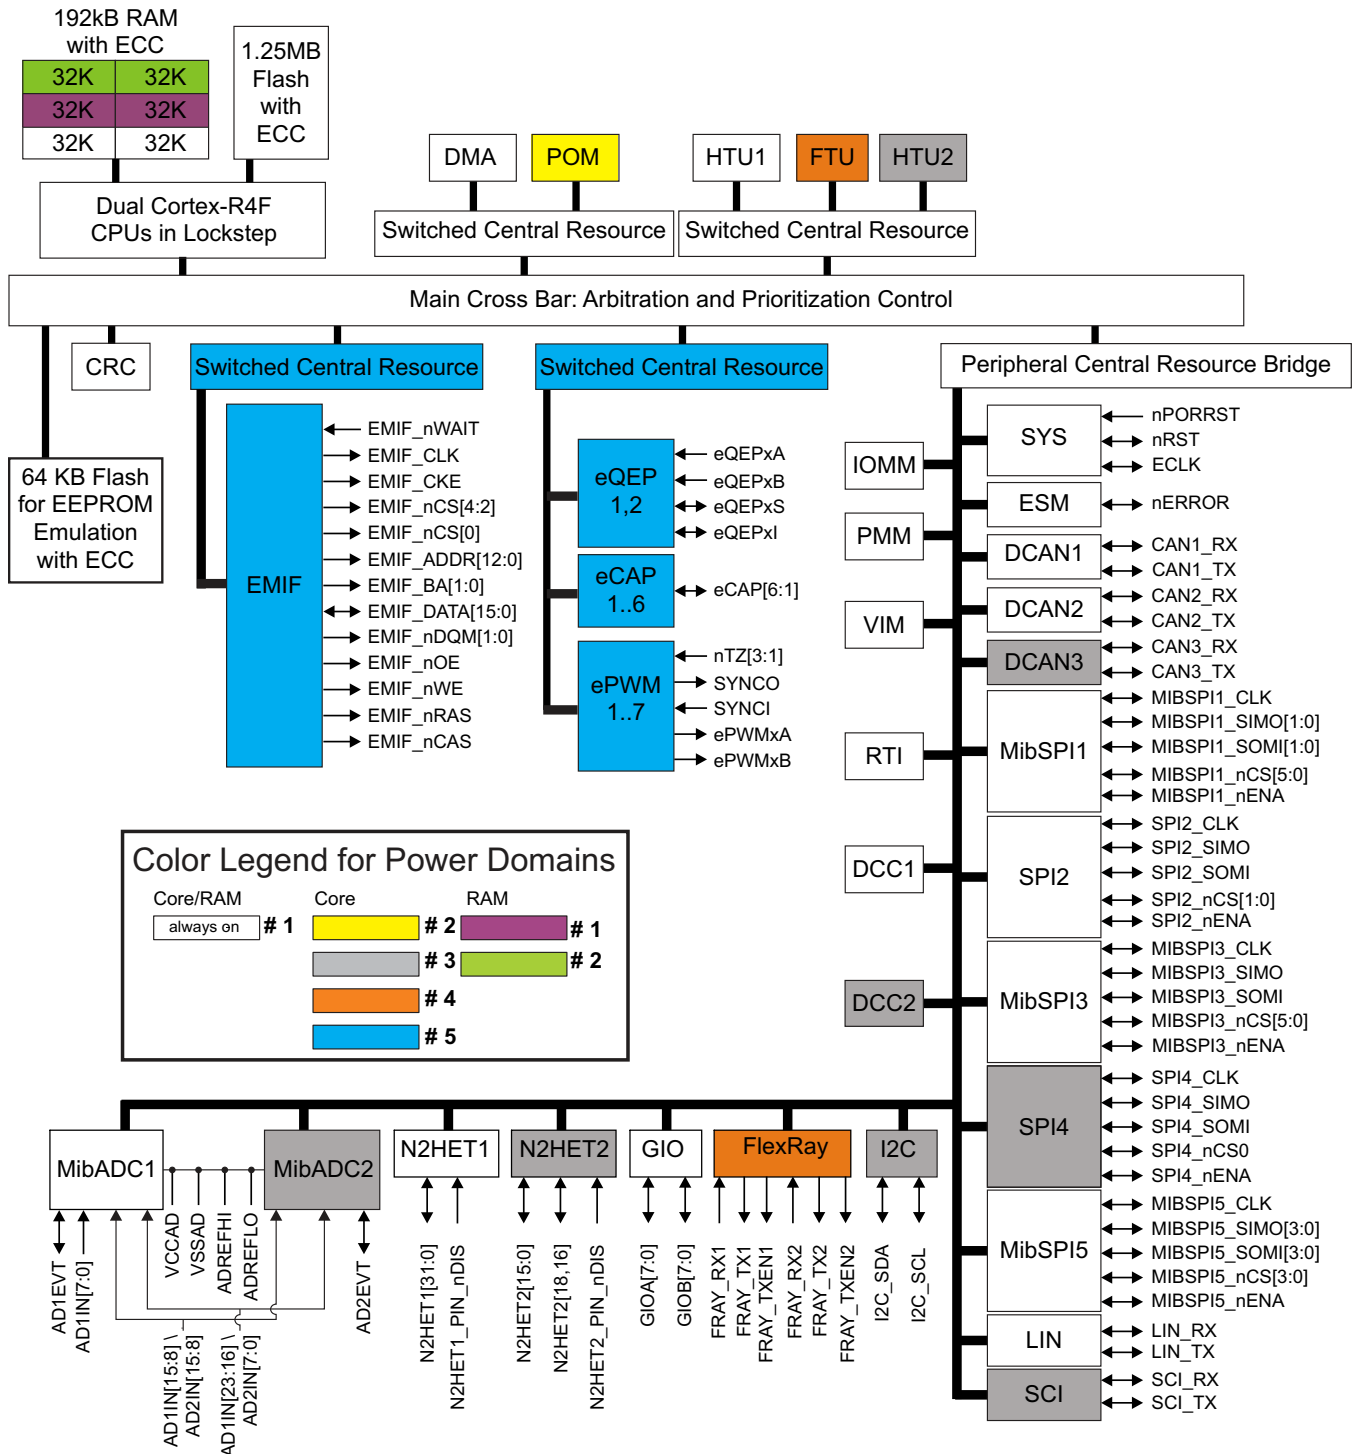 192kB RAM
with ECC
32K 32K
32K 32K
32K 32K
1.25MB
Flash
with
ECC
DMA
POM
HTU1
FTU
HTU2
Dual Cortex-R4F
CPUs in Lockstep
Switched Central Resource
Switched Central Resource
Main Cross Bar: Arbitration and Prioritization Control
CRC
Switched Central Resource
Switched Central Resource
Peripheral Central Resource Bridge
64 KB Flash
for EEPROM
Emulation
with ECC
EMIF
EMIF_nWAIT
EMIF_CLK
EMIF_CKE
EMIF_nCS[4:2]
EMIF_nCS[0]
EMIF_ADDR[12:0]
EMIF_BA[1:0]
EMIF_DATA[15:0]
EMIF_nDQM[1:0]
EMIF_nOE
EMIF_nWE
EMIF_nRAS
EMIF_nCAS
eQEP
1,2
eQEPxA
eQEPxB
eQEPxS
eQEPxI
eCAP
1..6
eCAP[6:1]
ePWM
1..7
nTZ[3:1]
SYNCO
SYNCI
ePWMxA
ePWMxB
IOMM
PMM
VIM
RTI
DCC1
DCC2
SYS
nPORRST
nRST
ECLK
ESM
nERROR
DCAN1
CAN1_RX
CAN1_TX
DCAN2
CAN2_RX
CAN2_TX
DCAN3
CAN3_RX
CAN3_TX
MibSPI1
MIBSPI1_CLK
MIBSPI1_SIMO[1:0]
MIBSPI1_SOMI[1:0]
MIBSPI1_nCS[5:0]
MIBSPI1_nENA
SPI2
SPI2_CLK
SPI2_SIMO
SPI2_SOMI
SPI2_nCS[1:0]
SPI2_nENA
MibSPI3
MIBSPI3_CLK
MIBSPI3_SIMO
MIBSPI3_SOMI
MIBSPI3_nCS[5:0]
MIBSPI3_nENA
SPI4
SPI4_CLK
SPI4_SIMO
SPI4_SOMI
SPI4_nCS0
SPI4_nENA
MibSPI5
MIBSPI5_CLK
MIBSPI5_SIMO[3:0]
MIBSPI5_SOMI[3:0]
MIBSPI5_nCS[3:0]
MIBSPI5_nENA
LIN
LIN_RX
LIN_TX
SCI
SCI_RX
SCI_TX
Color Legend for Power Domains
Core/RAM Core RAM
always on # 1
# 2
# 3
# 4
# 5
# 1
# 2
MibADC1
MibADC2
N2HET1
N2HET2
GIO
FlexRay
I2C
AD1EVT
AD1IN[7:0]
VCCAD
VSSAD
ADREFHI
ADREFLO
AD2EVT
AD1IN[15:8] \
AD2IN[15:8]
AD1IN[23:16] \
AD2IN[7:0]
N2HET1[31:0]
N2HET1_PIN_nDIS
N2HET2[15:0]
N2HET2[18,16]
N2HET2_PIN_nDIS
GIOA[7:0]
GIOB[7:0]
FRAY_RX1
FRAY_TX1
FRAY_TXEN1
FRAY_RX2
FRAY_TX2
FRAY_TXEN2
I2C_SDA
I2C_SCL